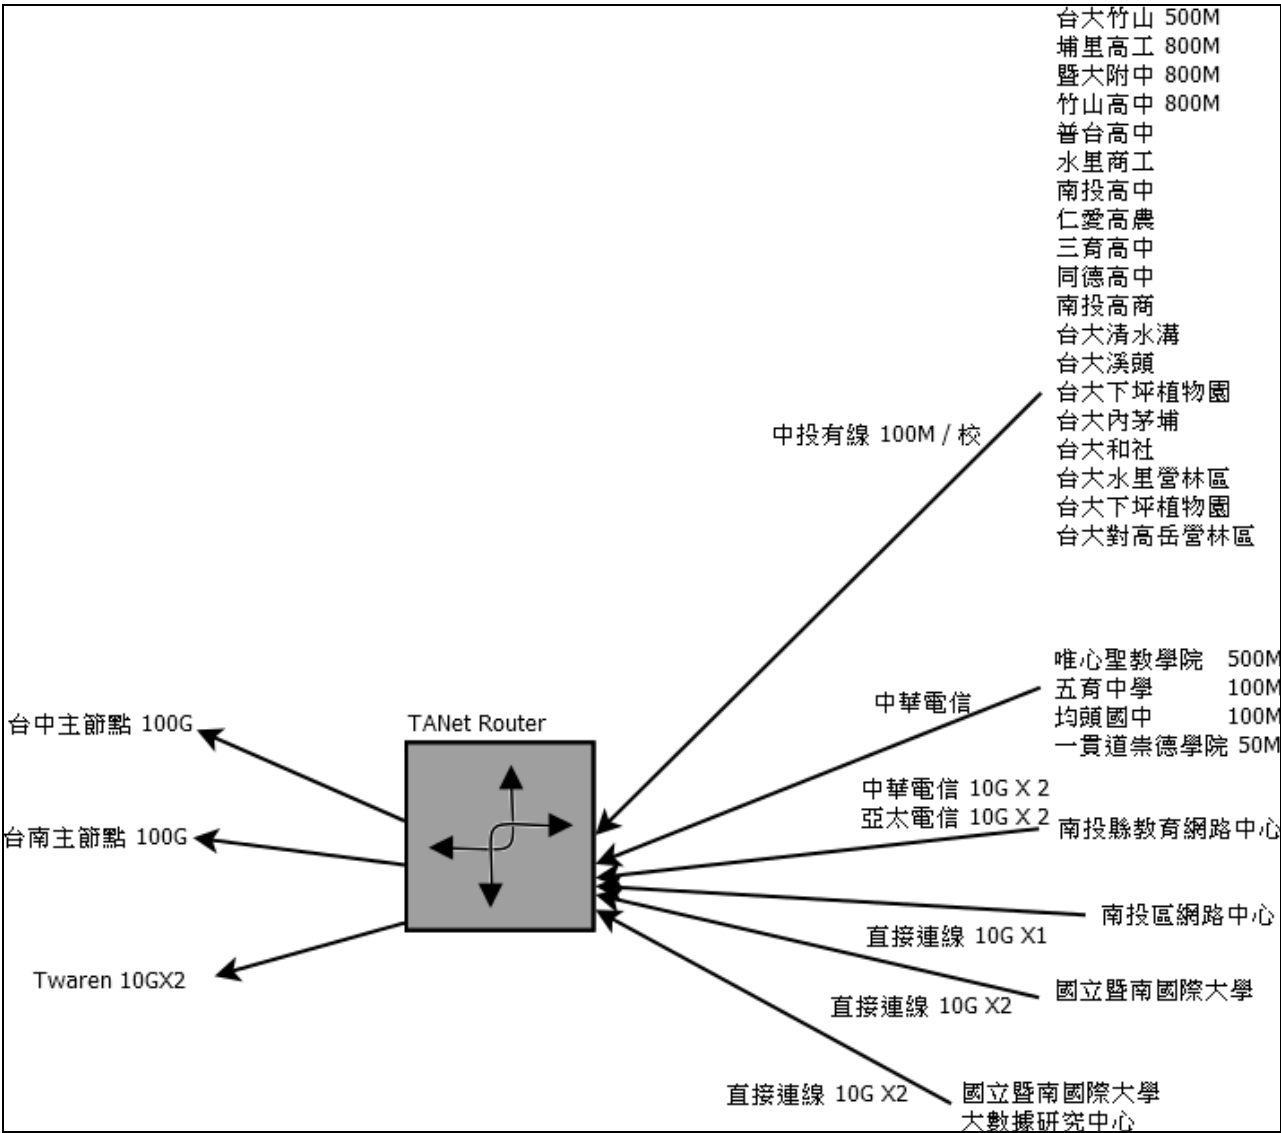 台大竹山 500M
埔里高工 800M
暨大附中 800M
竹山高中 800M
普台高中
水里商工
南投高中
仁愛高農
三育高中
同德高中
南投高商
台大清水溝
台大溪頭
台大下坪植物園
台大內茅埔
台大和社
台大水里營林區
台大下坪植物園
台大對高岳營林區
中投有線 100M / 校
唯心聖教學院 500M
五育中學 100M
均頭國中 100M
一貫道崇德學院 50M
中華電信
台中主節點 100G
TANet Router
中華電信 10G X 2
亞太電信 10G X 2
南投縣教育網路中心
台南主節點 100G
南投區網路中心
直接連線 10G X1
Twaren 10GX2
國立暨南國際大學
直接連線 10G X2
直接連線 10G X2
國立暨南國際大學
大數據研究中心